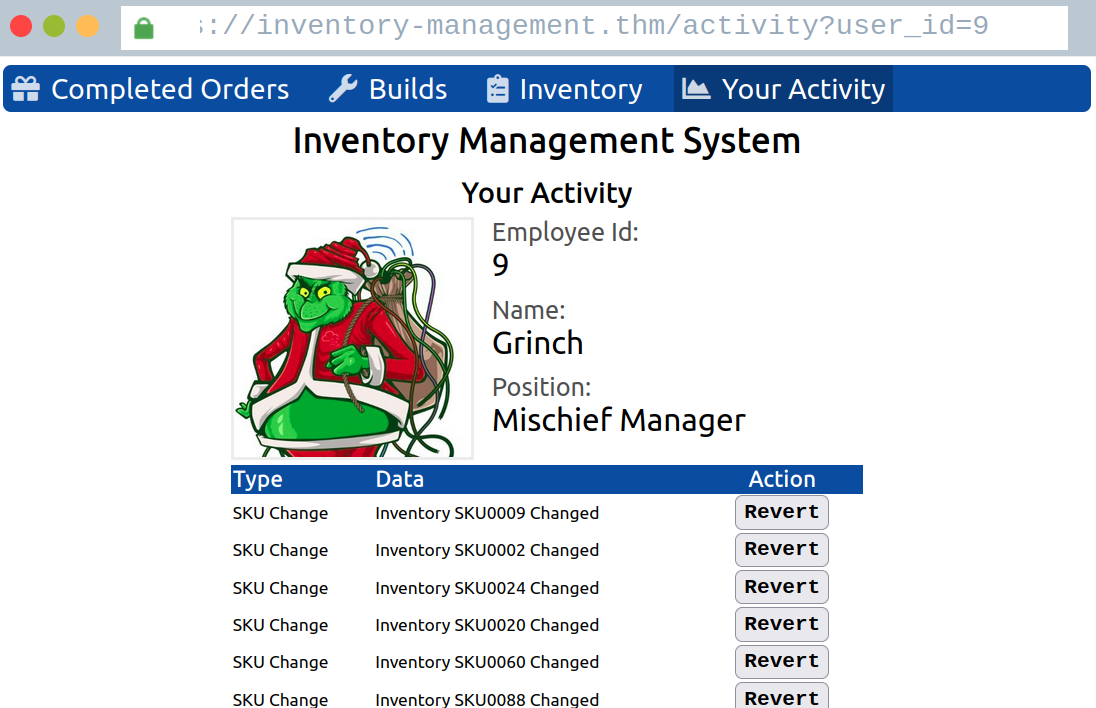 s://inventory-management.thm/activity?user_id=9
Completed Orders Builds Inventory Your Activity
Inventory Management System
Your Activity
Employee Id:
9
Name:
Grinch
Position:
Mischief Manager
Type Data Action
SKU Change Inventory SKU0009 Changed Revert
SKU Change Inventory SKU0002 Changed Revert
SKU Change Inventory SKU0024 Changed Revert
SKU Change Inventory SKU0020 Changed Revert
SKU Change Inventory SKU0060 Changed Revert
SKU Change Inventory SKU0088 Changed Revert